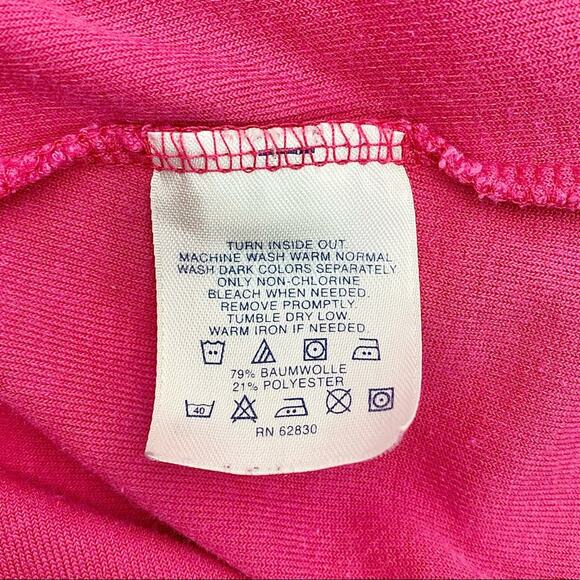 TURN INSIDE OUT
MACHINE WASH WARM NORMAL
WASH DARK COLORS SEPARATELY
ONLY NON-CHLORINE
BLEACH WHEN NEEDED.
REMOVE PROMPTLY.
TUMBLE DRY LOW.
WARM IRON IF NEEDED.
79% BAUMWOLLE
21% POLYESTER
40
RN 62830